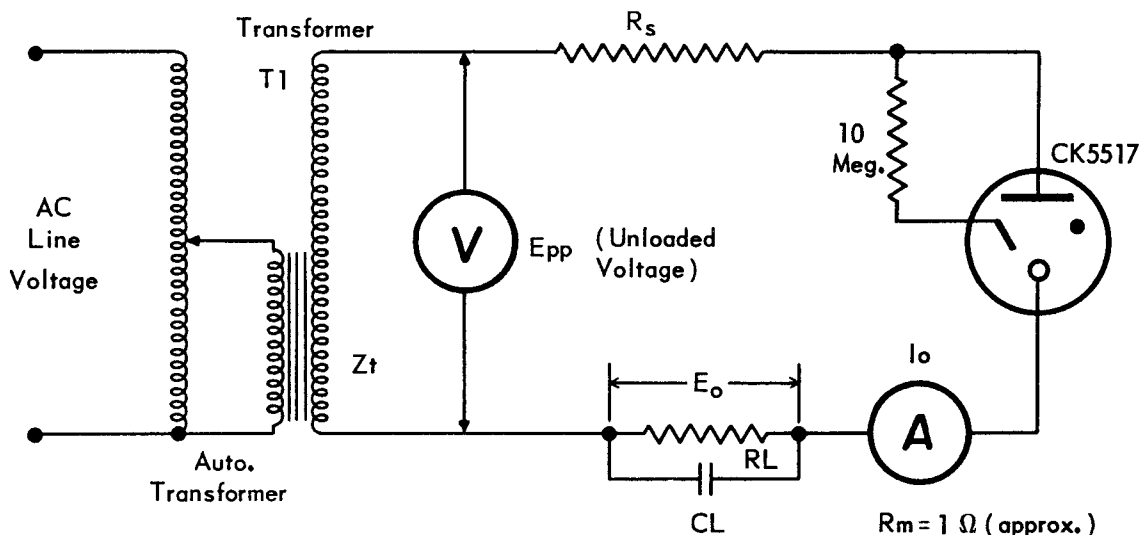 Transformer
T1
Rs
10
Meg.
CK5517
AC
Line
Voltage
V
Epp
(Unloaded
Voltage)
Zt
Eo
Io
A
RL
CL
Auto.
Transformer
Rm = 1 Ω (approx.)